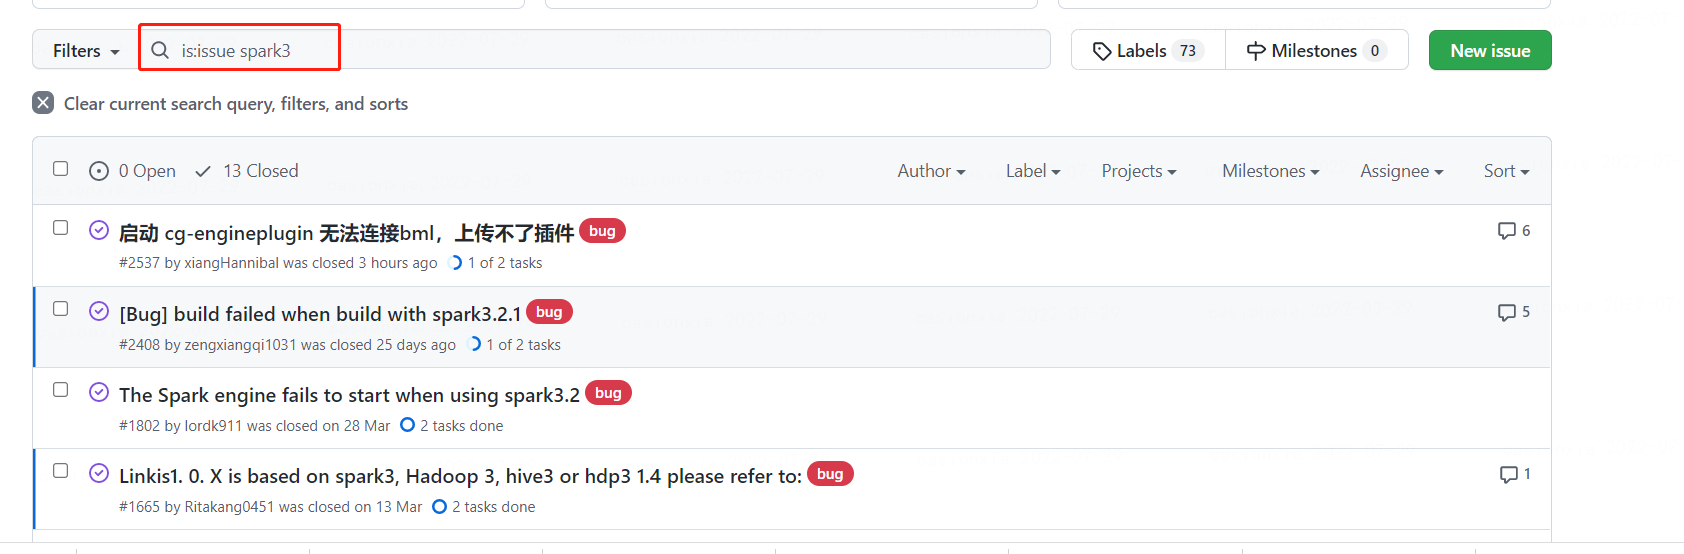 Filters is:issue spark3 Labels 73 Milestones 0 New issue
Clear current search query, filters, and sorts
0 Open 13 Closed Author Label Projects Milestones Assignee Sort
启动 cg-engineplugin 无法连接bml，上传不了插件 bug 6
#2537 by xiangHannibal was closed 3 hours ago 1 of 2 tasks
[Bug] build failed when build with spark3.2.1 bug 5
#2408 by zengxiangqi1031 was closed 25 days ago 1 of 2 tasks
The Spark engine fails to start when using spark3.2 bug
#1802 by lordk911 was closed on 28 Mar 2 tasks done
Linkis1. 0. X is based on spark3, Hadoop 3, hive3 or hdp3 1.4 please refer to: bug 1
#1665 by Ritakang0451 was closed on 13 Mar 2 tasks done